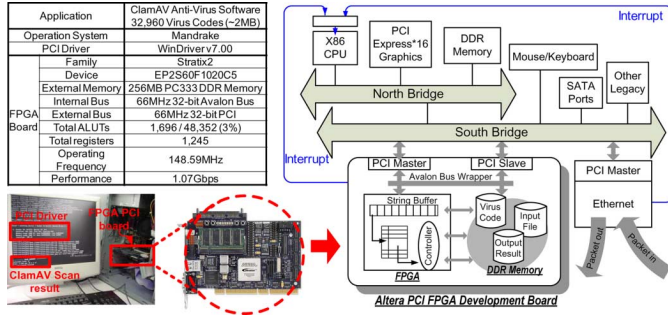 Application
ClamAV Anti-Virus Software
32,960 Virus Codes (~2MB)
Operation System
Mandrake
PCI Driver
WinDriver v7.00
FPGA
Board
Family
Stratix2
Device
EP2S60F1020C5
External Memory
256MB PC333 DDR Memory
Internal Bus
66MHz 32-bit Avalon Bus
External Bus
66MHz 32-bit PCI
Total ALUTs
1,696 / 48,352 (3%)
Total registers
1,245
Operating
Frequency
148.59MHz
Performance
1.07Gbps
Interrupt
X86
CPU
PCI
Express*16
Graphics
DDR
Memory
Mouse/Keyboard
SATA
Ports
Other
Legacy
North Bridge
South Bridge
Interrupt
PCI Master
PCI Slave
PCI Master
Avalon Bus Wrapper
Ethernet
String Buffer
Controller
FPGA
Virus
Code
Input
File
Output
Result
DDR Memory
Packet out
Packet in
Altera PCI FPGA Development Board
PCI Driver
FPGA PCI
board
ClamAV Scan
result